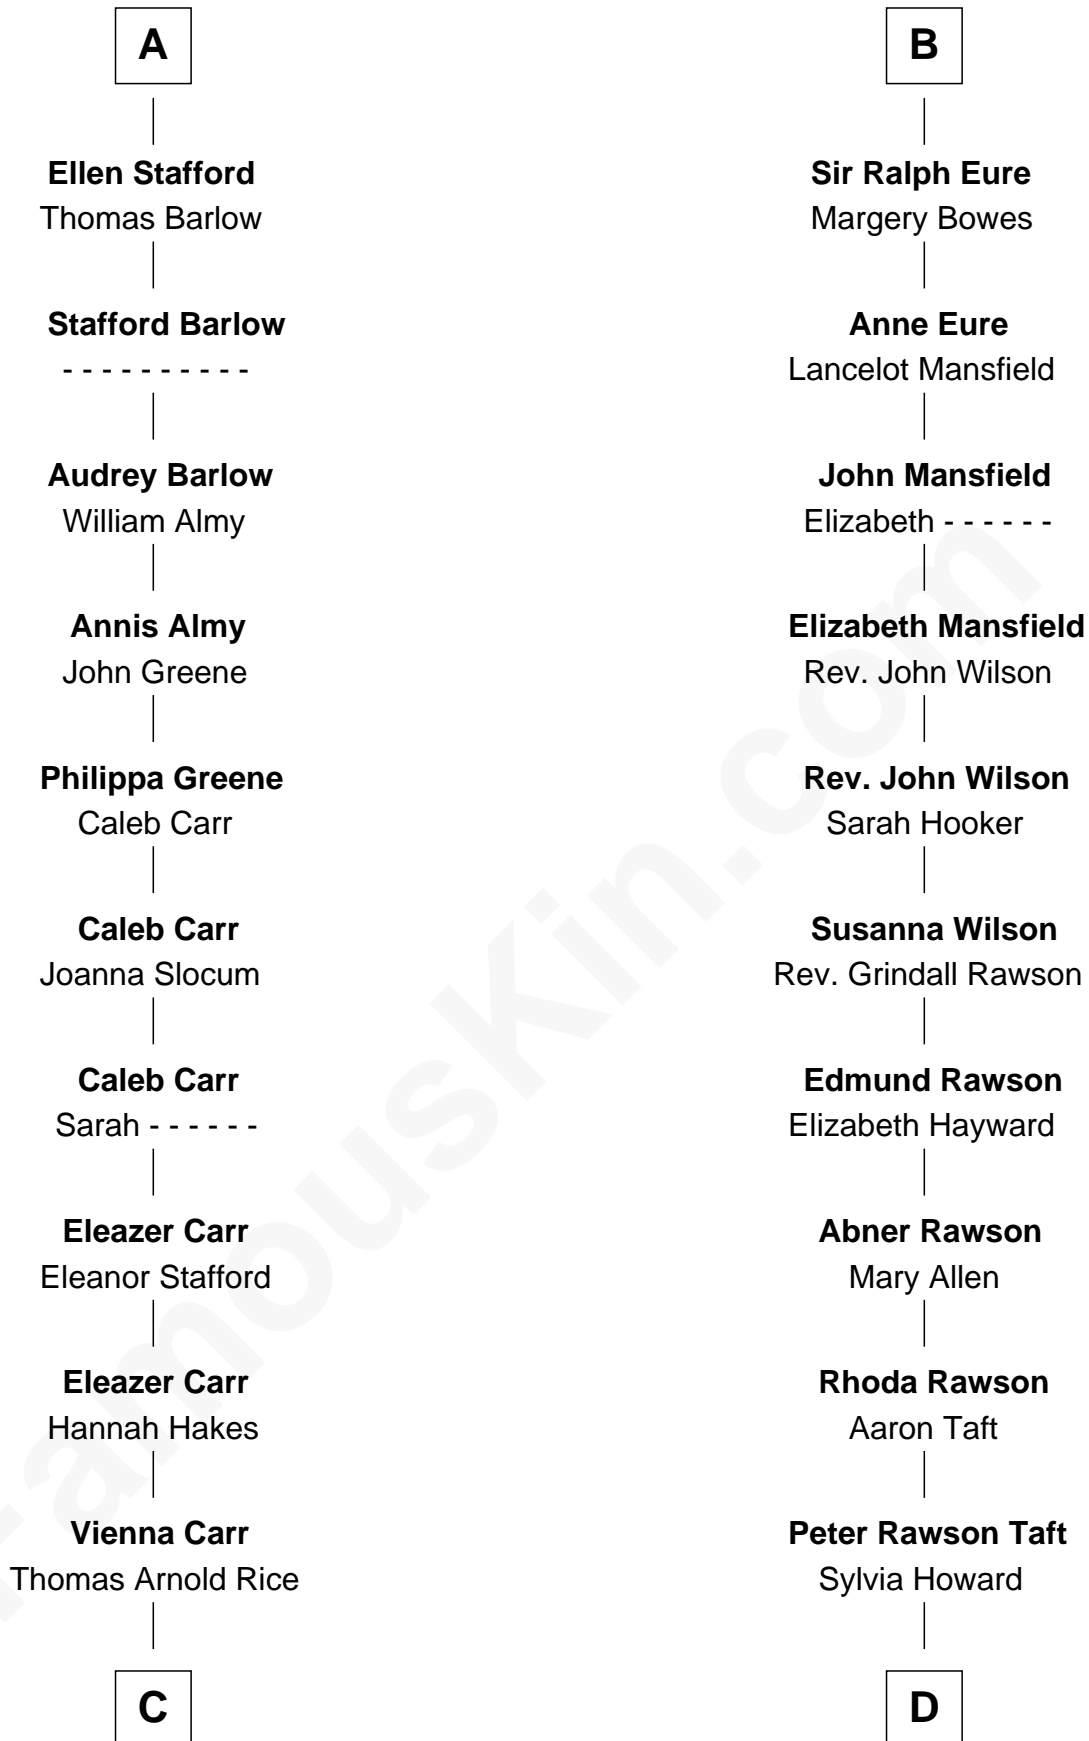 A
Ellen Stafford
Thomas Barlow
Stafford Barlow
- - - - - - - - - -
Audrey Barlow
William Almy
Annis Almy
John Greene
Philippa Greene
Caleb Carr
Caleb Carr
Joanna Slocum
Caleb Carr
Sarah - - - - - -
Eleazer Carr
Eleanor Stafford
Eleazer Carr
Hannah Hakes
Vienna Carr
Thomas Arnold Rice
C
B
Sir Ralph Eure
Margery Bowes
Anne Eure
Lancelot Mansfield
John Mansfield
Elizabeth - - - - - -
Elizabeth Mansfield
Rev. John Wilson
Rev. John Wilson
Sarah Hooker
Susanna Wilson
Rev. Grindall Rawson
Edmund Rawson
Elizabeth Hayward
Abner Rawson
Mary Allen
Rhoda Rawson
Aaron Taft
Peter Rawson Taft
Sylvia Howard
D
FamousKin.com